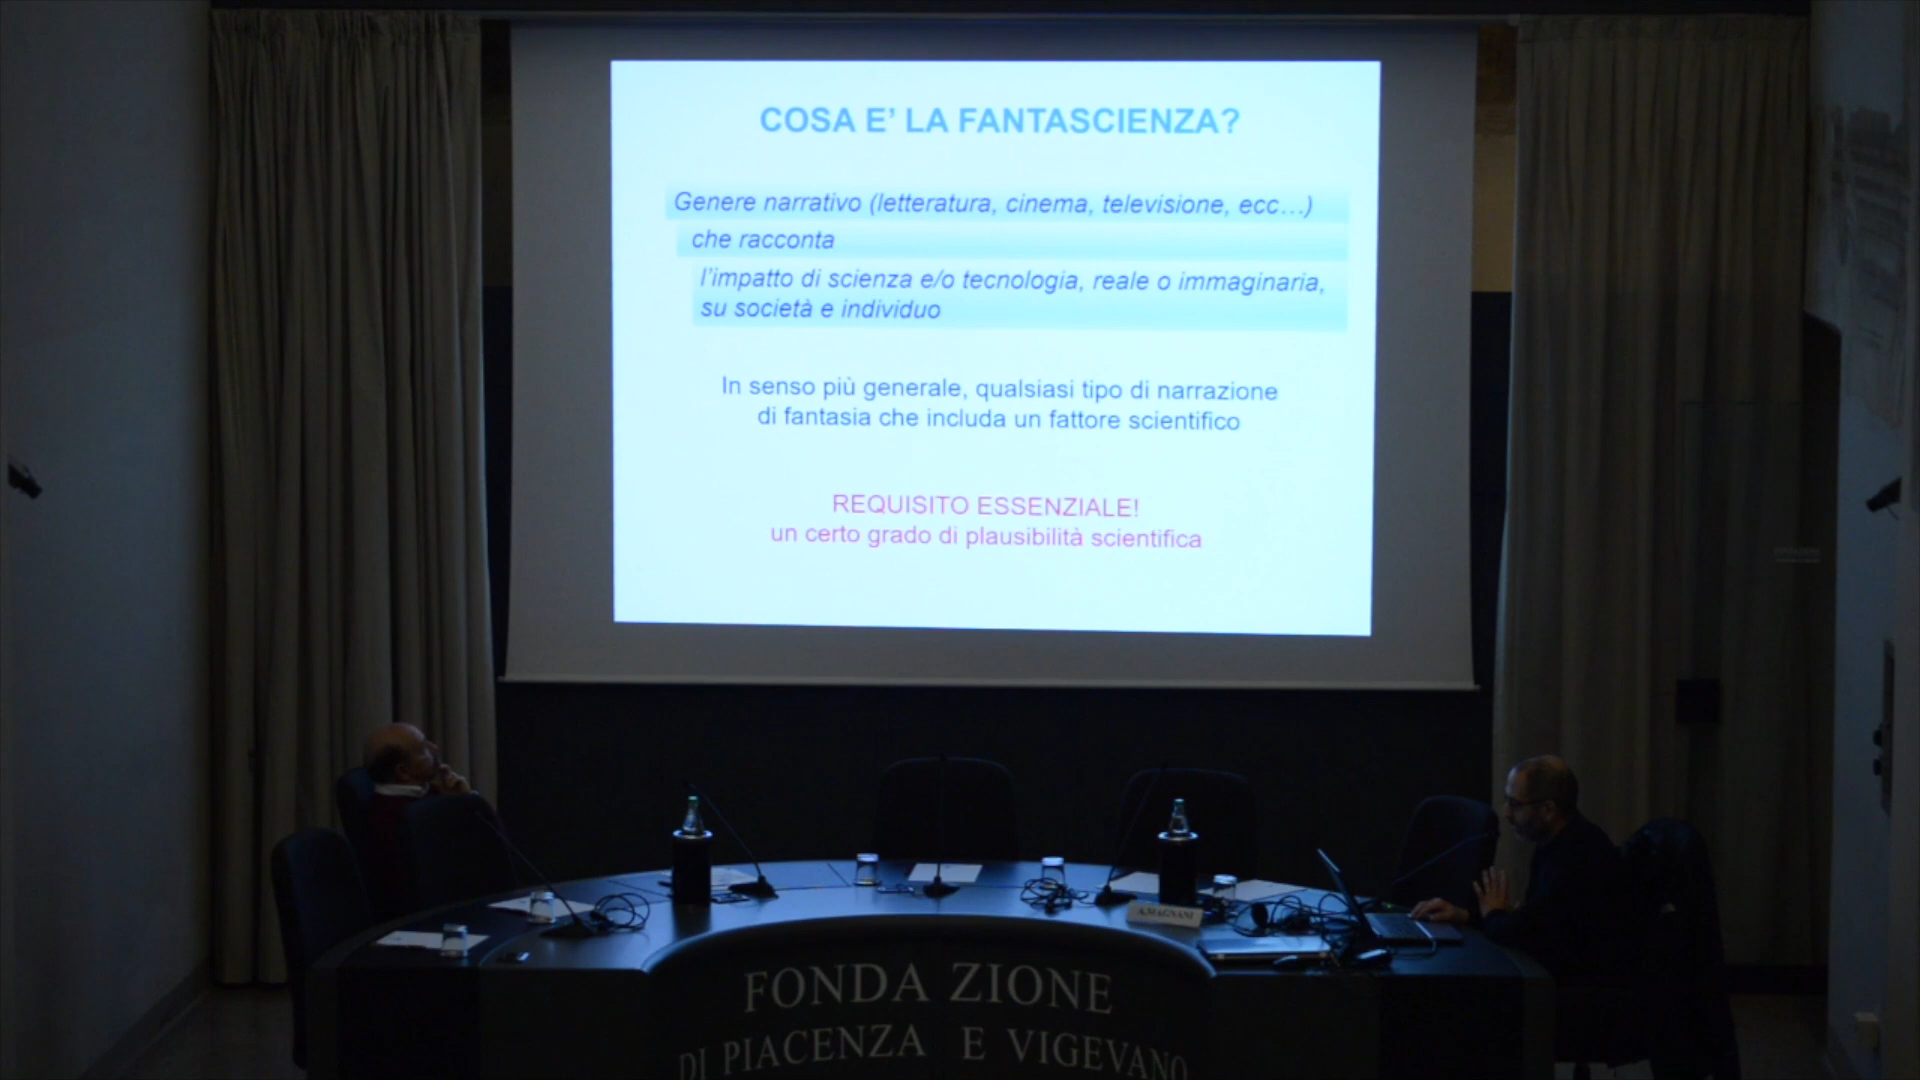 COSA E’ LA FANTASCIENZA?
Genere narrativo (letteratura, cinema, televisione, ecc…)
che racconta
l’impatto di scienza e/o tecnologia, reale o immaginaria,
su società e individuo
In senso più generale, qualsiasi tipo di narrazione
di fantasia che includa un fattore scientifico
REQUISITO ESSENZIALE!
un certo grado di plausibilità scientifica
A.MAGNANI
FONDAZIONE
DI PIACENZA E VIGEVANO